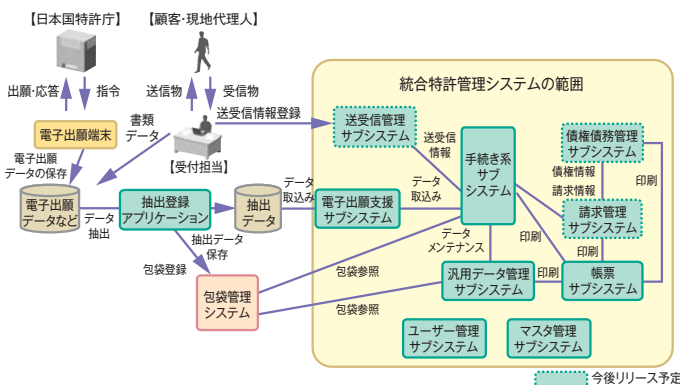 【日本国特許庁】
【顧客・現地代理人】
統合特許管理システムの範囲
出願・応答
指令
送信物
受信物
送受信情報登録
電子出願端末
書類
データ
【受付担当】
送受信管理
サブシステム
送受信
情報
手続き系
サブ
システム
債権債務管理
サブシステム
債権情報
請求情報
印刷
電子出願
データの保存
電子出願
データなど
データ
抽出
抽出登録
アプリケーション
抽出
データ
データ
取込み
電子出願支援
サブシステム
データ
取込み
請求管理
サブシステム
抽出データ
保存
包袋登録
データ
メンテナンス
印刷
印刷
包袋管理
システム
包袋参照
包袋参照
汎用データ管理
サブシステム
印刷
帳票
サブシステム
ユーザー管理
サブシステム
マスタ管理
サブシステム
今後リリース予定